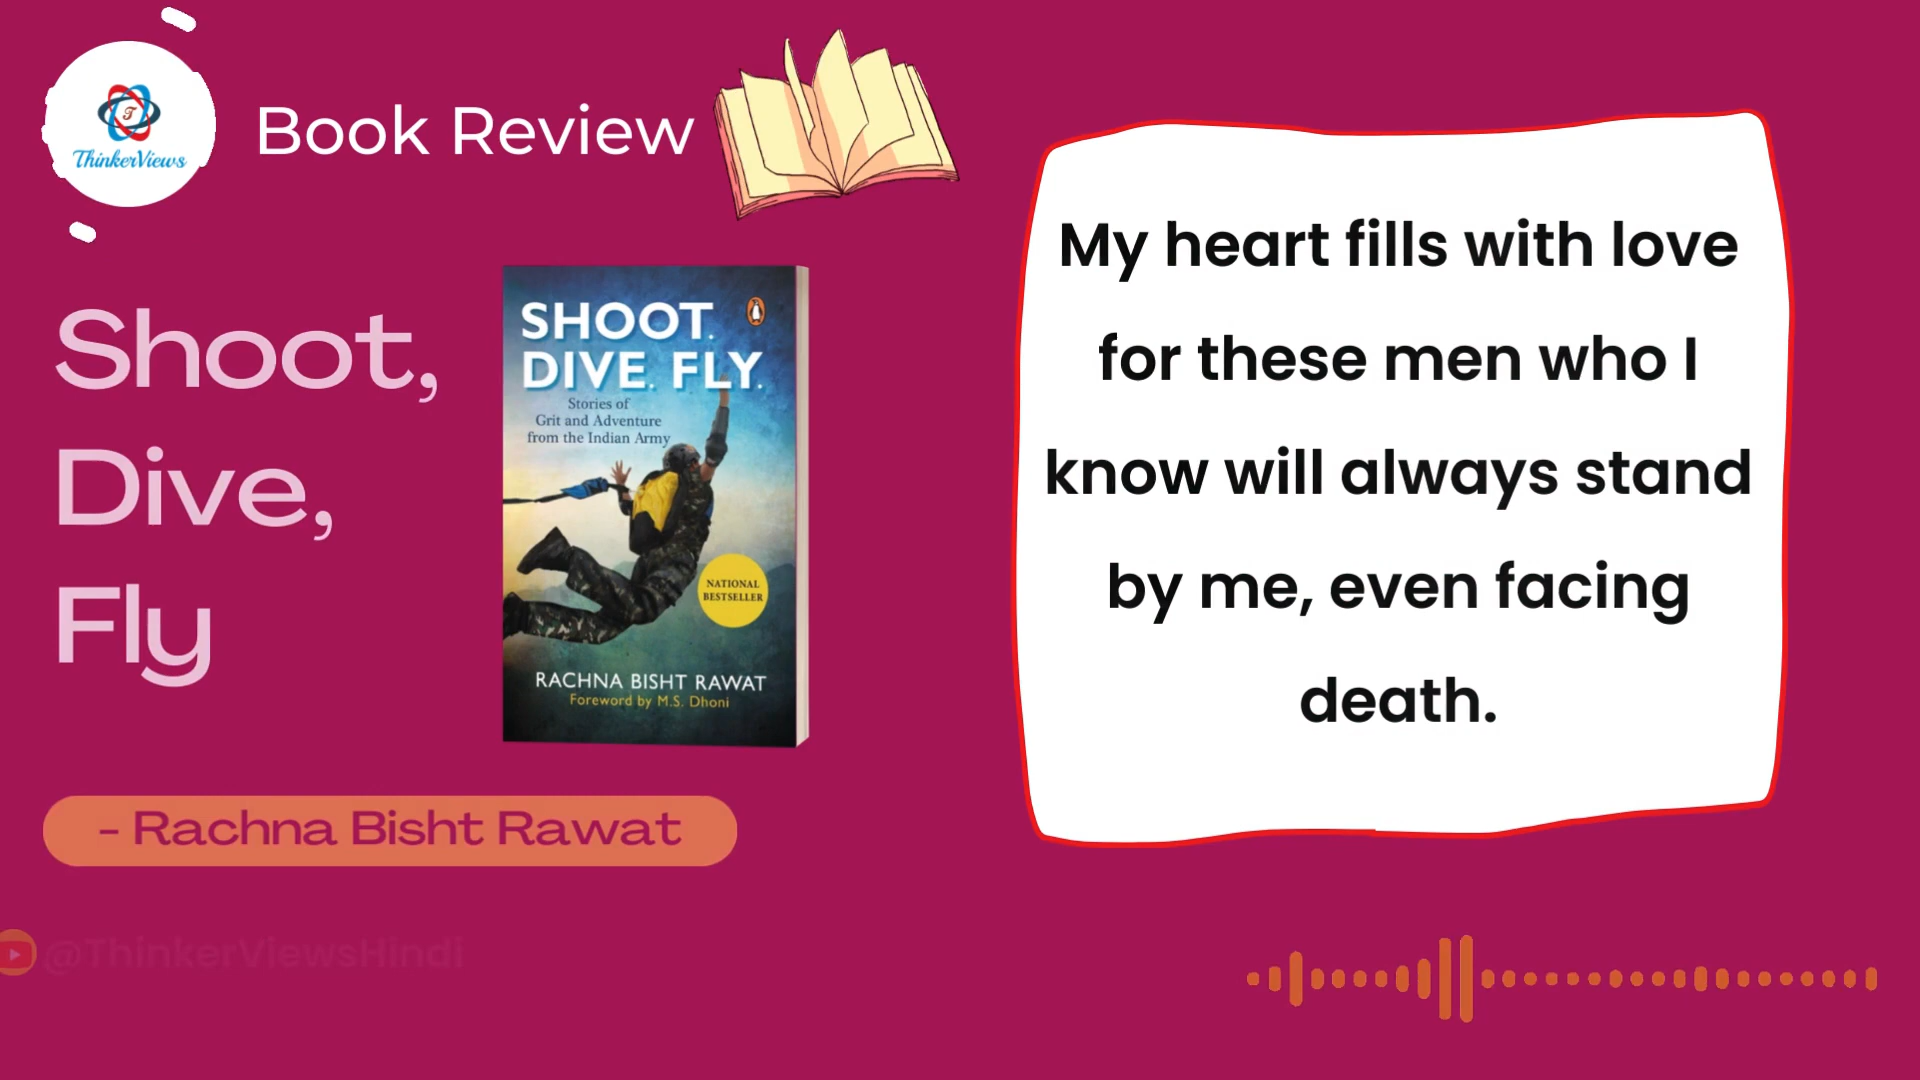 T
ThinkerViews
Book Review
Shoot,
Dive,
Fly
SHOOT.
DIVE. FLY.
Stories of
Grit and Adventure
from the Indian Army
NATIONAL
BESTSELLER
RACHNA BISHT RAWAT
Foreword by M.S. Dhoni
- Rachna Bisht Rawat
@ThinkerViewsHindi
My heart fills with love
for these men who I
know will always stand
by me, even facing
death.